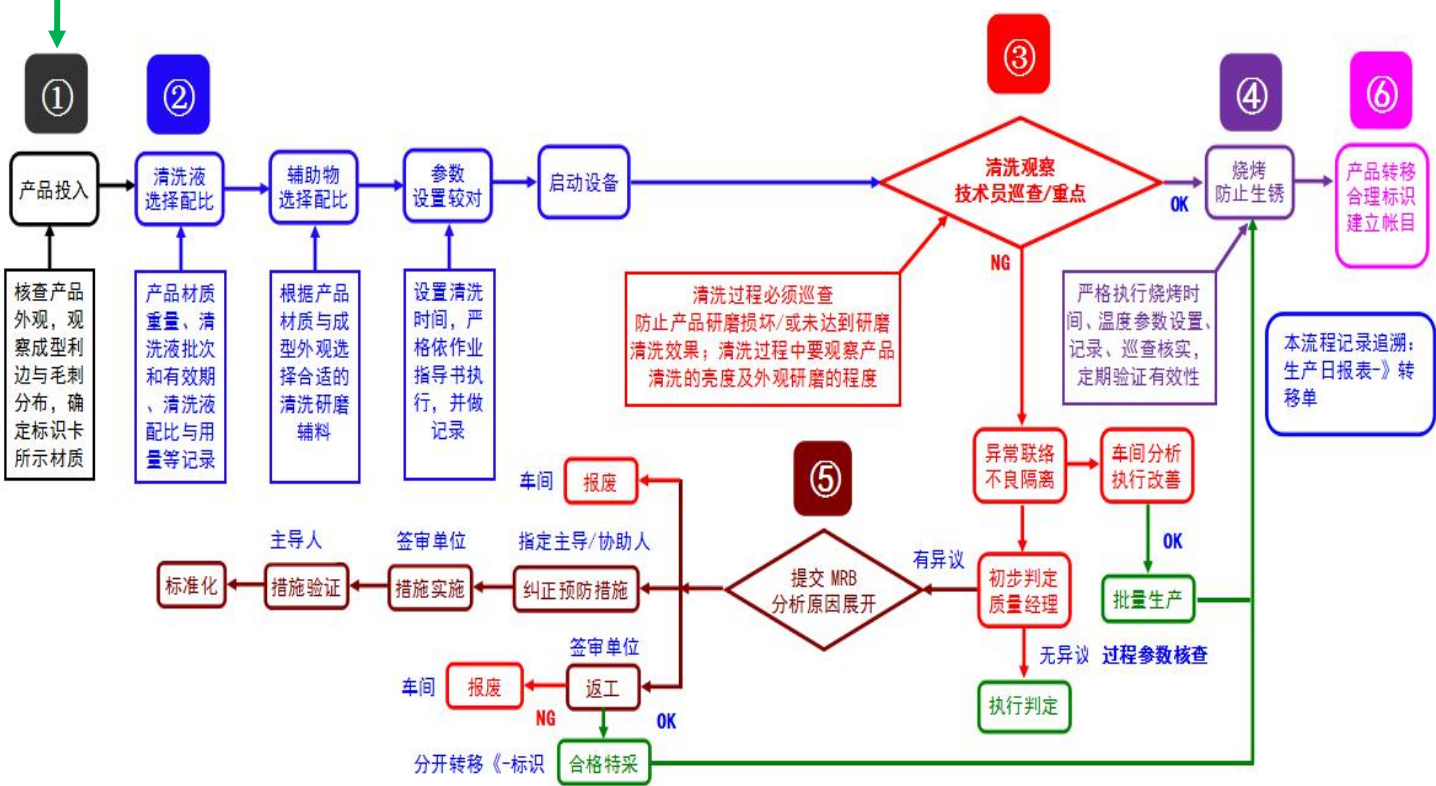 ①
②
③
④
⑥
产品投入
清洗液
选择配比
辅助物
选择配比
参数
设置较对
启动设备
清洗观察
技术员巡查/重点
OK
NG
烧烤
防止生锈
产品转移
合理标识
建立帐目
核查产品
外观，观
察成型利
边与毛刺
分布，确
定标识卡
所示材质
产品材质
重量、清
洗液批次
和有效期
、清洗液
配比与用
量等记录
根据产品
材质与成
型外观选
择合适的
清洗研磨
辅料
设置清洗
时间，严
格依作业
指导书执
行，并做
记录
清洗过程必须巡查
防止产品研磨损坏/或未达到研磨
清洗效果；清洗过程中要观察产品
清洗的亮度及外观研磨的程度
严格执行烧烤时
间、温度参数设置、
记录、巡查核实，
定期验证有效性
本流程记录追溯：
生产日报表-》转
移单
异常联络
不良隔离
车间分析
执行改善
OK
批量生产
过程参数核查
初步判定
质量经理
有异议
无异议
执行判定
⑤
提交 MRB
分析原因展开
车间
报废
指定主导/协助人
纠正预防措施
签审单位
措施实施
主导人
措施验证
标准化
签审单位
返工
车间
报废
NG
OK
分开转移《-标识
合格特采